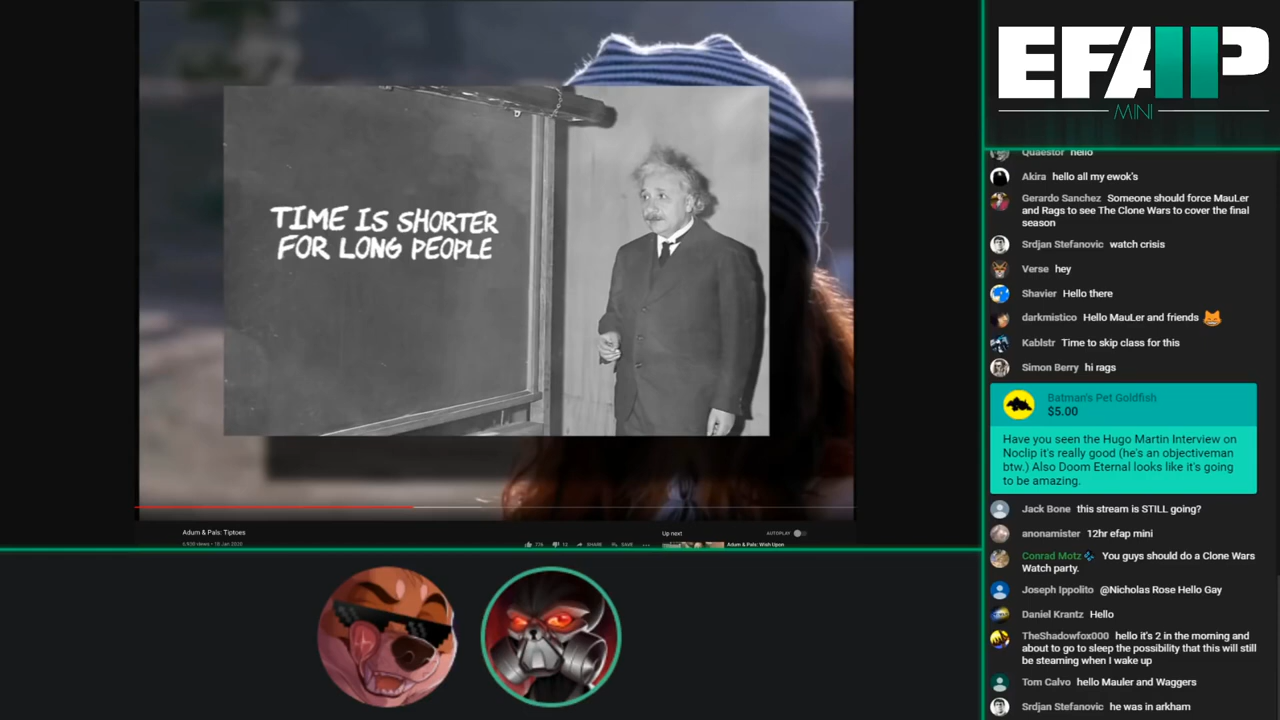 TIME IS SHORTER
FOR LONG PEOPLE
Adum & Pals: Tiptoes
6,938 views • 18 Jan 2020
SHARE
SAVE
Up next
AUTOPLAY
Adum & Pals: Wish Upon
EFAP
MINI
Quaestor hello
Akira hello all my ewok's
Gerardo Sanchez Someone should force MauLer
and Rags to see The Clone Wars to cover the final
season
Srdjan Stefanovic watch crisis
Verse hey
Shavier Hello there
darkmistico Hello MauLer and friends
Kablstr Time to skip class for this
Simon Berry hi rags
Batman's Pet Goldfish
$5.00
Have you seen the Hugo Martin Interview on
Noclip it's really good (he's an objectiveman
btw.) Also Doom Eternal looks like it's going
to be amazing.
Jack Bone this stream is STILL going?
anonamister 12hr efap mini
Conrad Motz You guys should do a Clone Wars
Watch party.
Joseph Ippolito @Nicholas Rose Hello Gay
Daniel Krantz Hello
TheShadowfox000 hello it's 2 in the morning and
about to go to sleep the possibility that this will still
be steaming when I wake up
Tom Calvo hello Mauler and Waggers
Srdjan Stefanovic he was in arkham